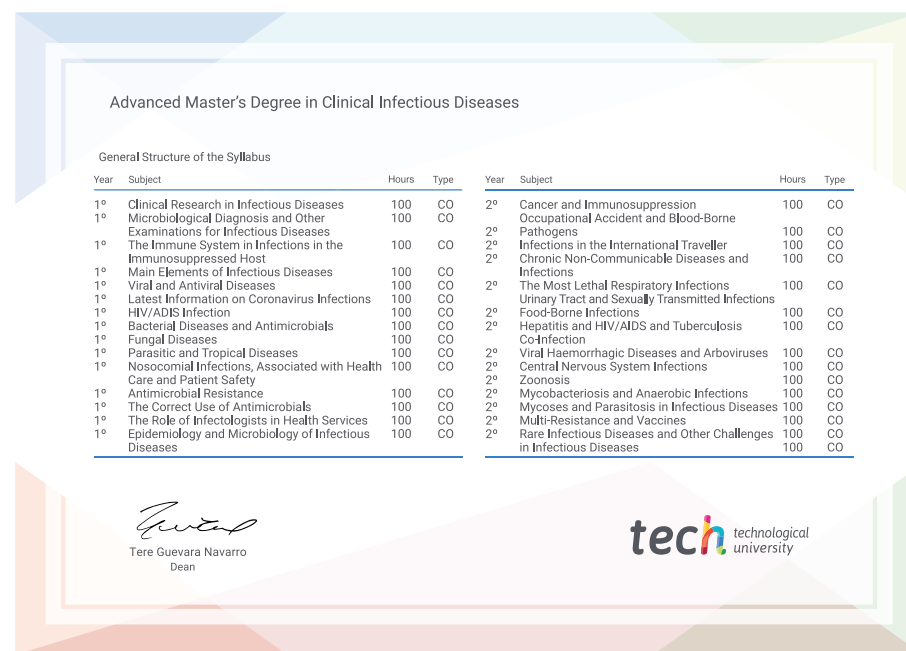 Advanced Master's Degree in Clinical Infectious Diseases
General Structure of the Syllabus
Year Subject Hours Type
1º Clinical Research in Infectious Diseases 100 CO
1º Microbiological Diagnosis and Other 100 CO
Examinations for Infectious Diseases
1º The Immune System in Infections in the 100 CO
Immunosuppressed Host
1º Main Elements of Infectious Diseases 100 CO
1º Viral and Antiviral Diseases 100 CO
1º Latest Information on Coronavirus Infections 100 CO
1º HIV/ADIS Infection 100 CO
1º Bacterial Diseases and Antimicrobials 100 CO
1º Fungal Diseases 100 CO
1º Parasitic and Tropical Diseases 100 CO
1º Nosocomial Infections, Associated with Health 100 CO
Care and Patient Safety
1º Antimicrobial Resistance 100 CO
1º The Correct Use of Antimicrobials 100 CO
1º The Role of Infectologists in Health Services 100 CO
1º Epidemiology and Microbiology of Infectious 100 CO
Diseases
Year Subject Hours Type
2º Cancer and Immunosuppression 100 CO
Occupational Accident and Blood-Borne
2º Pathogens 100 CO
2º Infections in the International Traveller 100 CO
2º Chronic Non-Communicable Diseases and 100 CO
Infections
2º The Most Lethal Respiratory Infections 100 CO
Urinary Tract and Sexually Transmitted Infections
2º Food-Borne Infections 100 CO
2º Hepatitis and HIV/AIDS and Tuberculosis 100 CO
Co-Infection
2º Viral Haemorrhagic Diseases and Arboviruses 100 CO
2º Central Nervous System Infections 100 CO
2º Zoonosis 100 CO
2º Mycobacteriosis and Anaerobic Infections 100 CO
2º Mycoses and Parasitosis in Infectious Diseases 100 CO
2º Multi-Resistance and Vaccines 100 CO
2º Rare Infectious Diseases and Other Challenges 100 CO
in Infectious Diseases 100 CO
Tere Guevara Navarro
Dean
tech technological
university